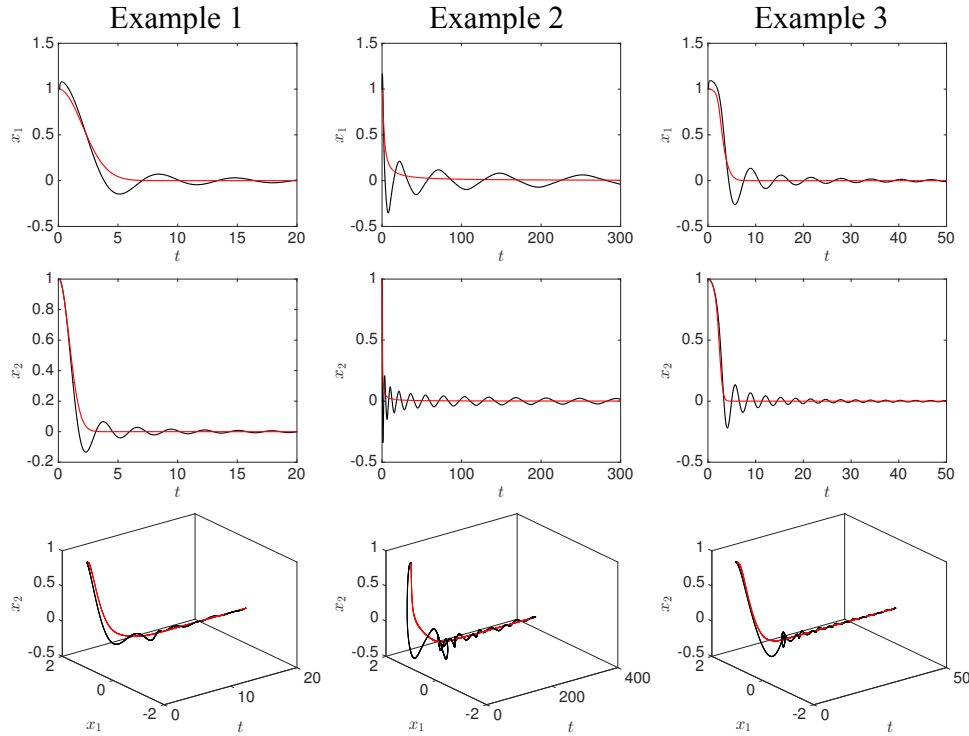 Example 1 Example 2 Example 3
1.5 1.5 1.5
1 1 1
x₁ 0.5 x₁ 0.5 x₁ 0.5
0 0 0
-0.5 -0.5 -0.5
0 5 10 15 20 0 100 200 300 0 10 20 30 40 50
t t t
1 1 1
0.8
0.6 0.5 0.5
x₂ 0.4 x₂ x₂
0.2 0 0
0
-0.2 -0.5 -0.5
0 5 10 15 20 0 100 200 300 0 10 20 30 40 50
t t t
1 1 1
0.5 0.5 0.5
x₂ x₂ x₂
0 0 0
-0.5 -0.5 -0.5
2 20 2 400 2 50
0 10 0 200 0
x₁ -2 0 t x₁ -2 0 t x₁ -2 0 t